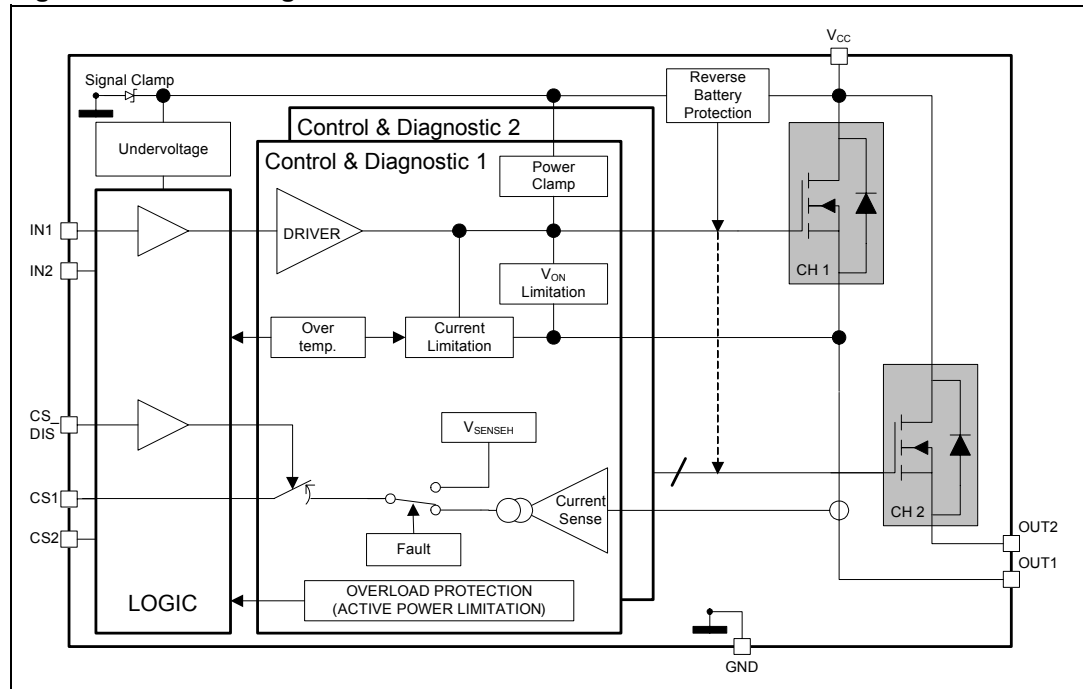 VCC
Signal Clamp
Reverse
Battery
Protection
Control & Diagnostic 2
Undervoltage
Control & Diagnostic 1
Power
Clamp
IN1
DRIVER
IN2
VON
Limitation
CH 1
Over
temp.
Current
Limitation
CS_
DIS
VSENSEH
CS1
Current
Sense
CS2
Fault
CH 2
OUT2
OUT1
LOGIC
OVERLOAD PROTECTION
(ACTIVE POWER LIMITATION)
GND